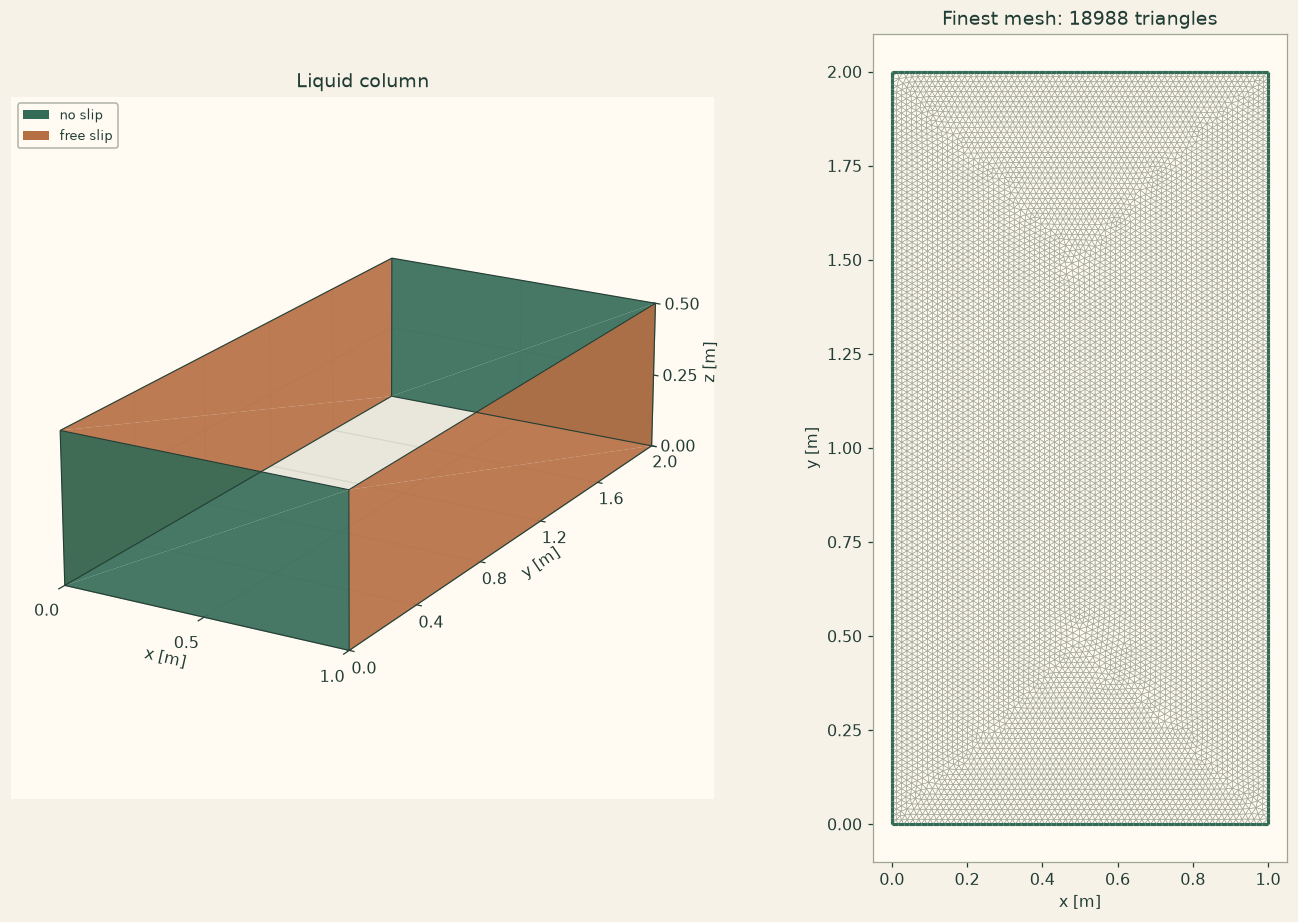 Liquid column
no slip
free slip
0.50
0.25
0.00
z [m]
2.0
1.6
1.2
0.8
0.4
0.0
y [m]
0.0
0.5
1.0
x [m]
Finest mesh: 18988 triangles
2.00
1.75
1.50
1.25
1.00
0.75
0.50
0.25
0.00
y [m]
0.0 0.2 0.4 0.6 0.8 1.0
x [m]